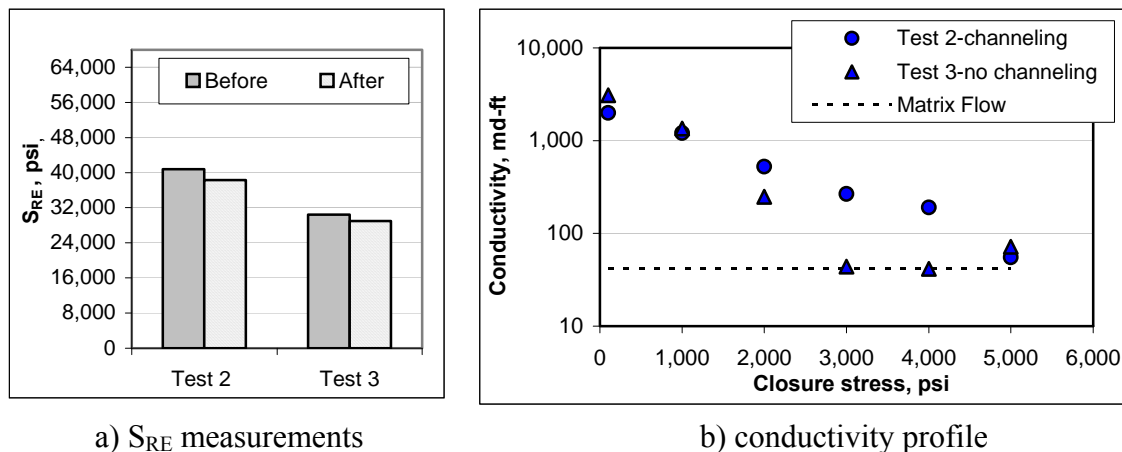 64,000
56,000
48,000
40,000
32,000
24,000
16,000
8,000
0
SRE, psi,
Before After
Test 2 Test 3
a) SRE measurements
10,000
1,000
100
10
Conductivity, md-ft
Test 2-channeling
Test 3-no channeling
Matrix Flow
0 1,000 2,000 3,000 4,000 5,000 6,000
Closure stress, psi
b) conductivity profile